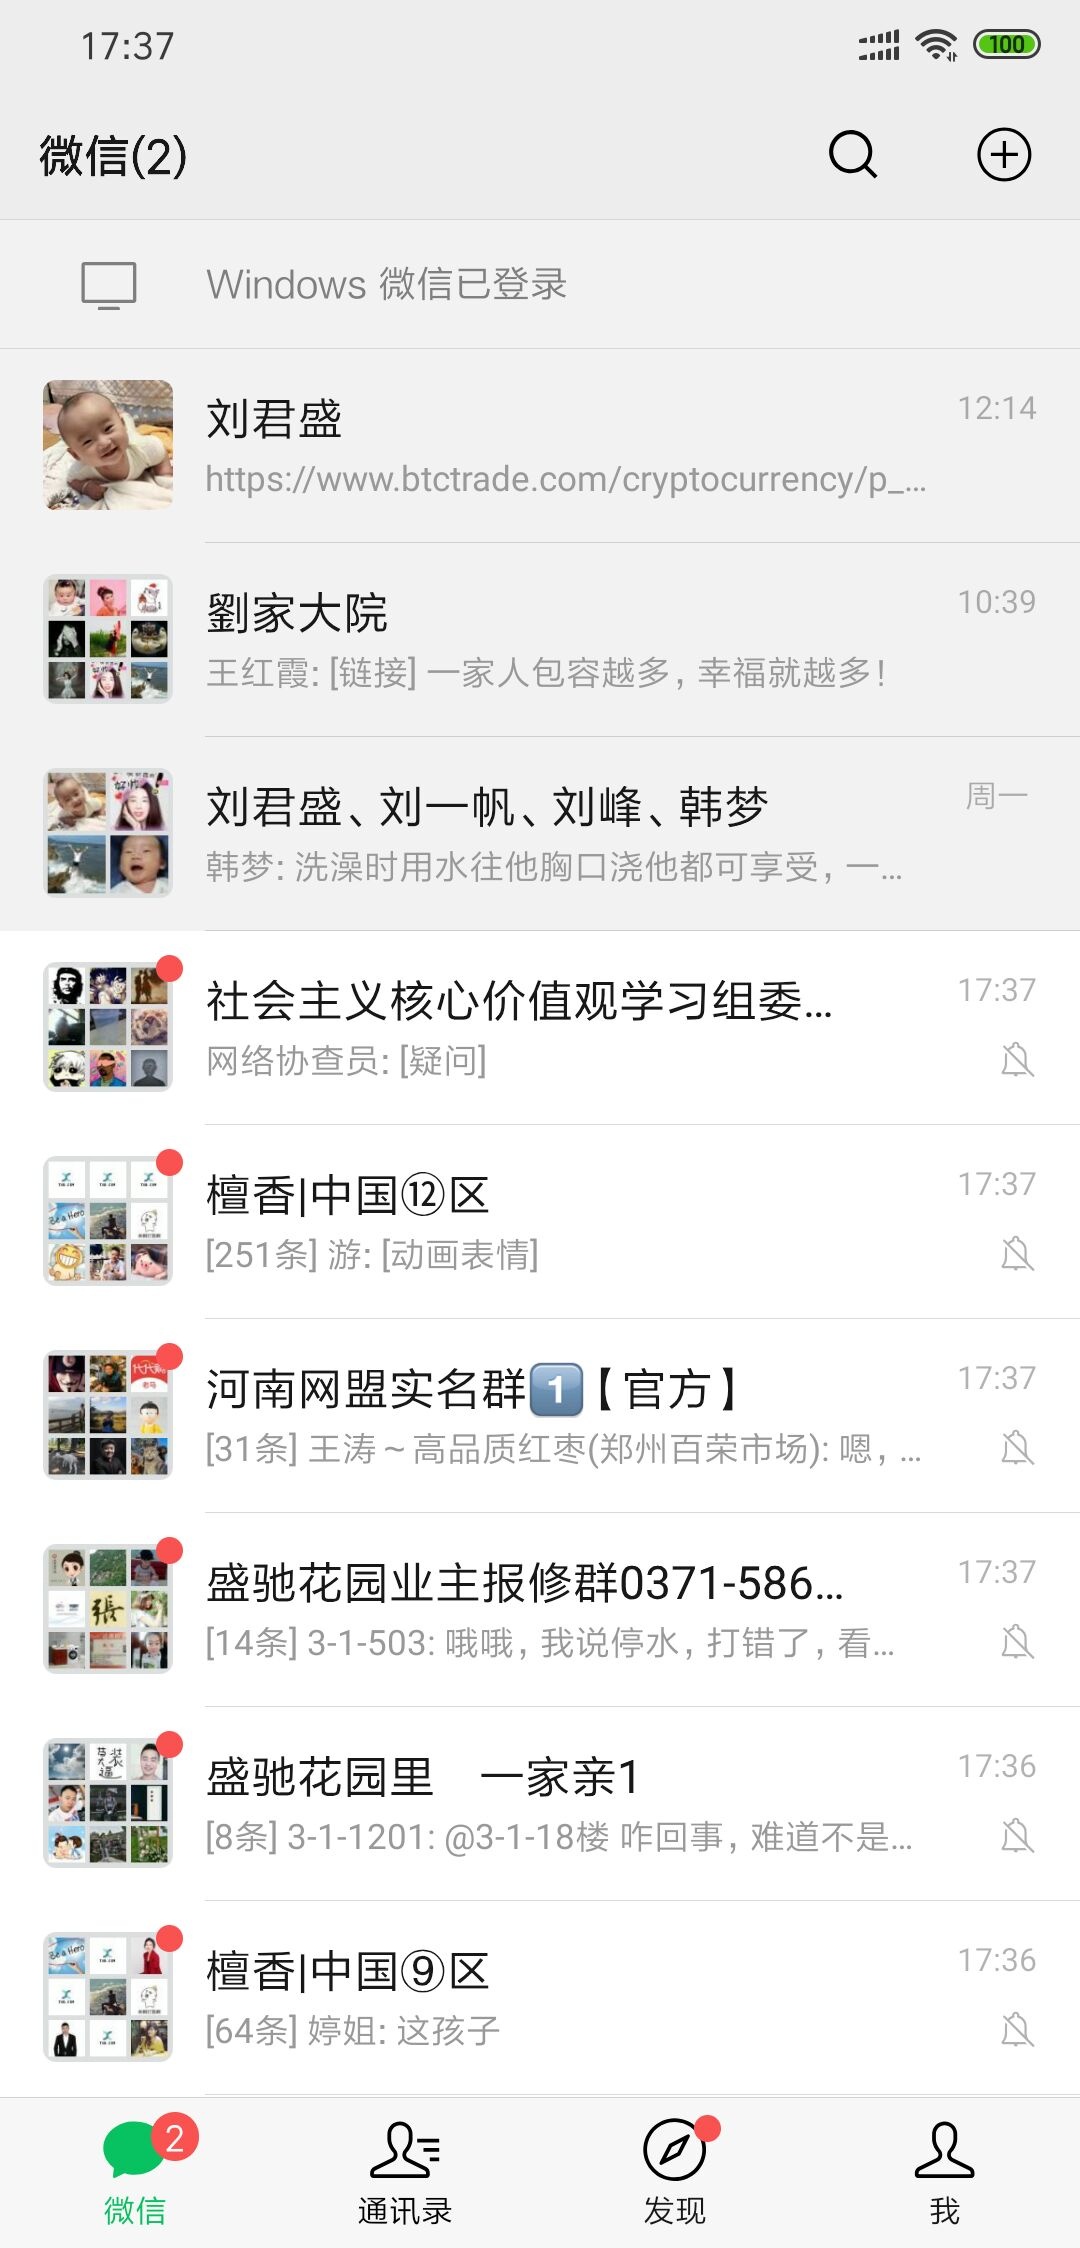 17:37
100
微信(2)
Windows 微信已登录
刘君盛
12:14
https://www.btctrade.com/cryptocurrency/p_...
劉家大院
10:39
王红霞: [链接] 一家人包容越多，幸福就越多！
刘君盛、刘一帆、刘峰、韩梦
周一
韩梦: 洗澡时用水往他胸口浇他都可享受，一...
社会主义核心价值观学习组委...
17:37
网络协查员: [疑问]
檀香|中国⑫区
17:37
[251条] 游: [动画表情]
河南网盟实名群1️⃣【官方】
17:37
[31条] 王涛～高品质红枣(郑州百荣市场): 嗯，...
盛驰花园业主报修群0371-586...
17:37
[14条] 3-1-503: 哦哦，我说停水，打错了，看...
盛驰花园里　一家亲1
17:36
[8条] 3-1-1201: @3-1-18楼 咋回事，难道不是...
檀香|中国⑨区
17:36
[64条] 婷姐: 这孩子
2
微信
通讯录
发现
我